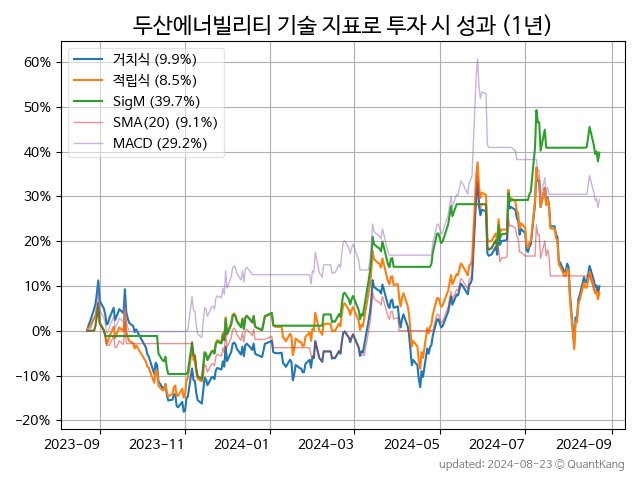 두산에너빌리티 기술 지표로 투자 시 성과 (1년)
거치식 (9.9%)
적립식 (8.5%)
SigM (39.7%)
SMA(20) (9.1%)
MACD (29.2%)
60%
50%
40%
30%
20%
10%
0%
−10%
−20%
2023-09 2023-11 2024-01 2024-03 2024-05 2024-07 2024-09
updated: 2024-08-23 © QuantKang